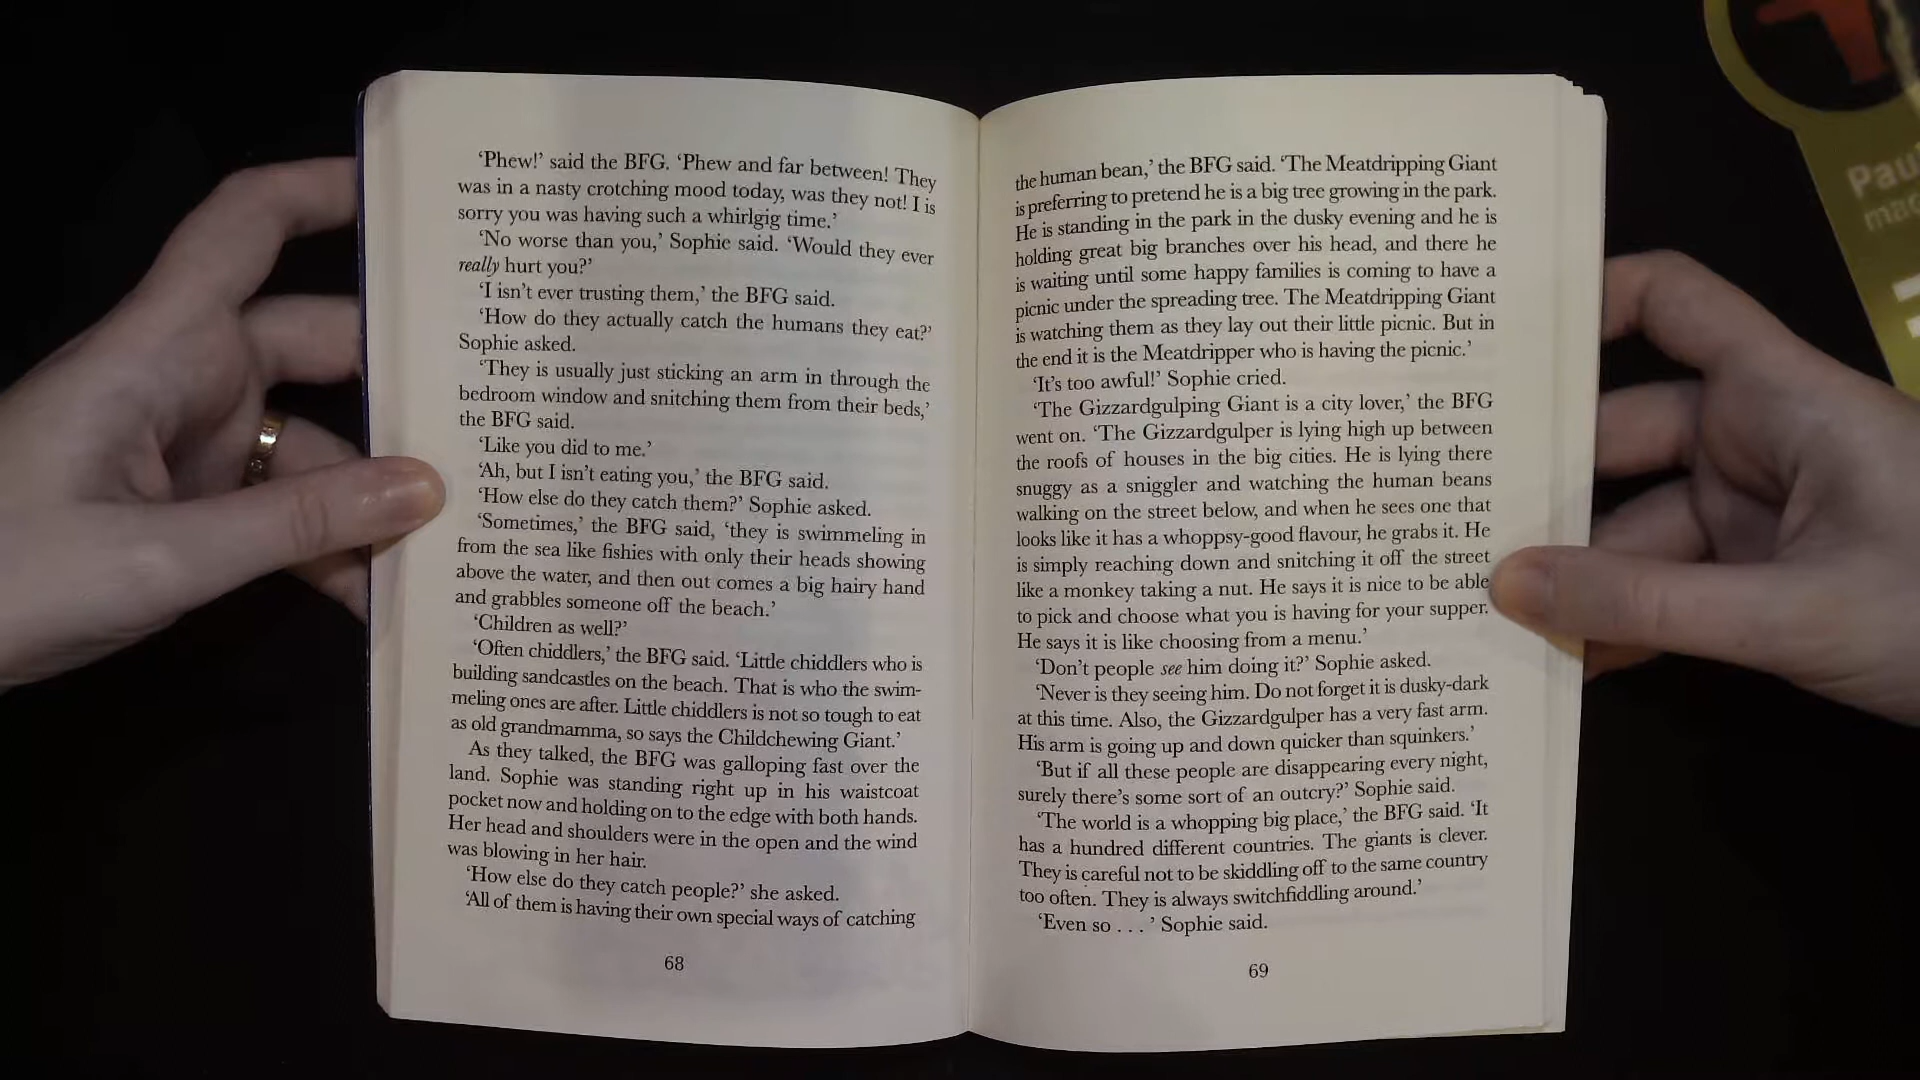 ‘Phew!’ said the BFG. ‘Phew and far between! They
was in a nasty crotching mood today, was they not! I is
sorry you was having such a whirlgig time.’
‘No worse than you,’ Sophie said. ‘Would they ever
really hurt you?’
‘I isn’t ever trusting them,’ the BFG said.
‘How do they actually catch the humans they eat?’
Sophie asked.
‘They is usually just sticking an arm in through the
bedroom window and snitching them from their beds,’
the BFG said.
‘Like you did to me.’
‘Ah, but I isn’t eating you,’ the BFG said.
‘How else do they catch them?’ Sophie asked.
‘Sometimes,’ the BFG said, ‘they is swimmeling in
from the sea like fishies with only their heads showing
above the water, and then out comes a big hairy hand
and grabbles someone off the beach.’
‘Children as well?’
‘Often chiddlers,’ the BFG said. ‘Little chiddlers who is
building sandcastles on the beach. That is who the swim-
meling ones are after. Little chiddlers is not so tough to eat
as old grandmamma, so says the Childchewing Giant.’
As they talked, the BFG was galloping fast over the
land. Sophie was standing right up in his waistcoat
pocket now and holding on to the edge with both hands.
Her head and shoulders were in the open and the wind
was blowing in her hair.
‘How else do they catch people?’ she asked.
‘All of them is having their own special ways of catching
68
the human bean,’ the BFG said. ‘The Meatdripping Giant
is preferring to pretend he is a big tree growing in the park.
He is standing in the park in the dusky evening and he is
holding great big branches over his head, and there he
is waiting until some happy families is coming to have a
picnic under the spreading tree. The Meatdripping Giant
is watching them as they lay out their little picnic. But in
the end it is the Meatdripper who is having the picnic.’
‘It’s too awful!’ Sophie cried.
‘The Gizzardgulping Giant is a city lover,’ the BFG
went on. ‘The Gizzardgulper is lying high up between
the roofs of houses in the big cities. He is lying there
snuggy as a sniggler and watching the human beans
walking on the street below, and when he sees one that
looks like it has a whoppsy-good flavour, he grabs it. He
is simply reaching down and snitching it off the street
like a monkey taking a nut. He says it is nice to be able
to pick and choose what you is having for your supper.
He says it is like choosing from a menu.’
‘Don’t people see him doing it?’ Sophie asked.
‘Never is they seeing him. Do not forget it is dusky-dark
at this time. Also, the Gizzardgulper has a very fast arm.
His arm is going up and down quicker than squinkers.’
‘But if all these people are disappearing every night,
surely there’s some sort of an outcry?’ Sophie said.
‘The world is a whopping big place,’ the BFG said. ‘It
has a hundred different countries. The giants is clever.
They is careful not to be skiddling off to the same country
too often. They is always switchfiddling around.’
‘Even so . . . ’ Sophie said.
69